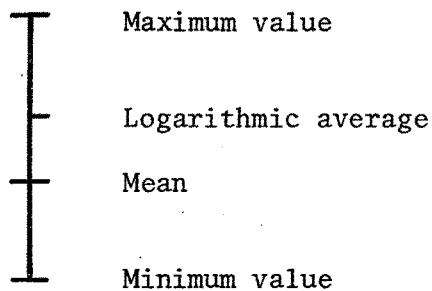 Maximum value
Logarithmic average
Mean
Minimum value